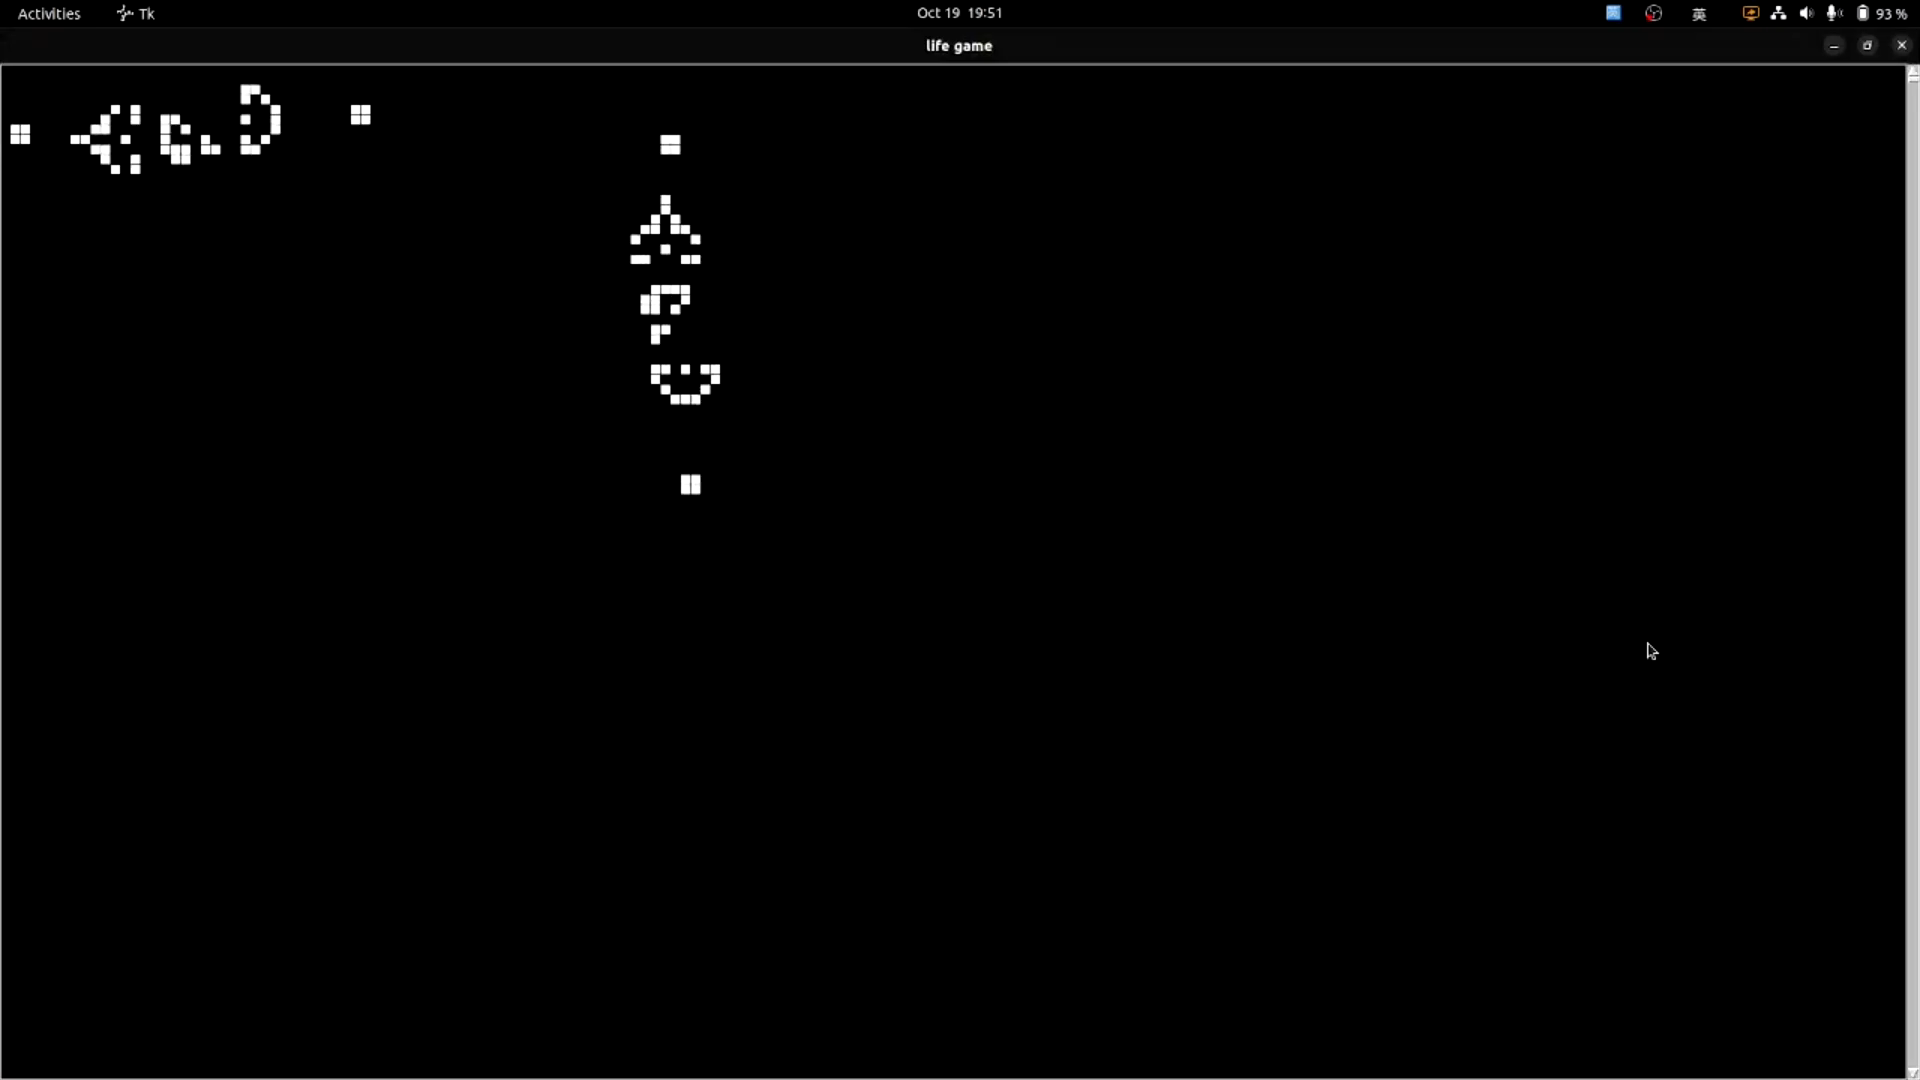 Activities Tk Oct 19 19:51 英 93 %
life game